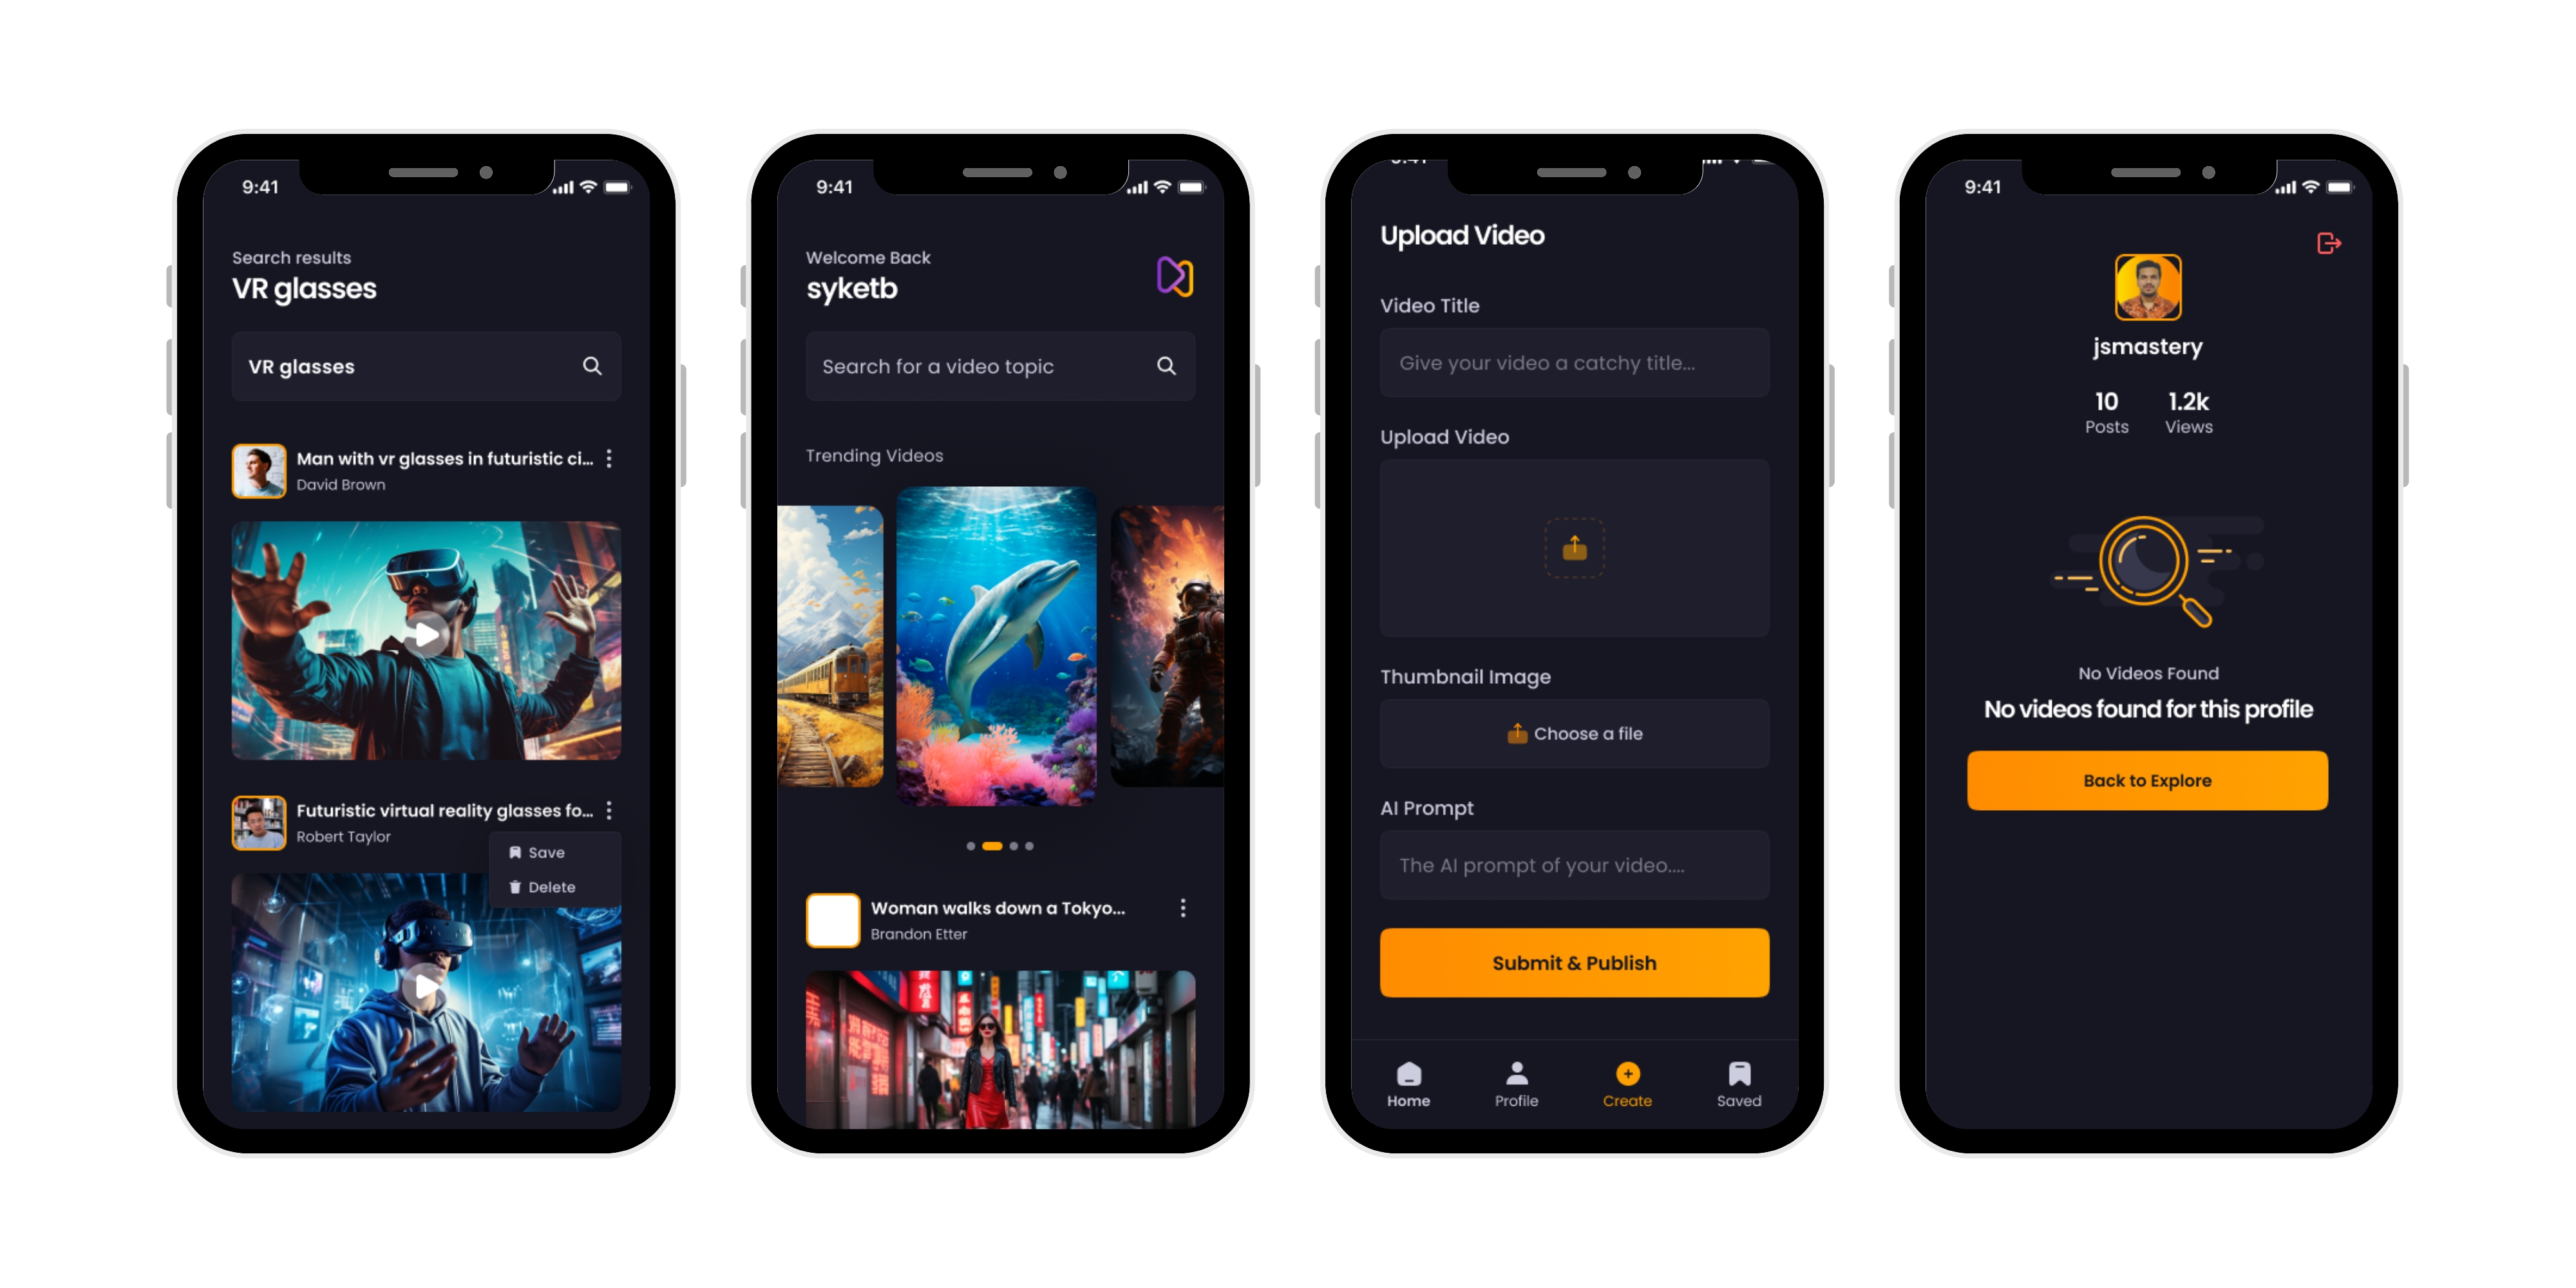 9:41
Search results
VR glasses
VR glasses
Man with vr glasses in futuristic ci...
David Brown
Futuristic virtual reality glasses fo...
Robert Taylor
Save
Delete
9:41
Welcome Back
syketb
Search for a video topic
Trending Videos
Woman walks down a Tokyo...
Brandon Etter
9:41
Upload Video
Video Title
Give your video a catchy title...
Upload Video
Thumbnail Image
Choose a file
AI Prompt
The AI prompt of your video....
Submit & Publish
Home
Profile
Create
Saved
9:41
jsmastery
10
Posts
1.2k
Views
No Videos Found
No videos found for this profile
Back to Explore